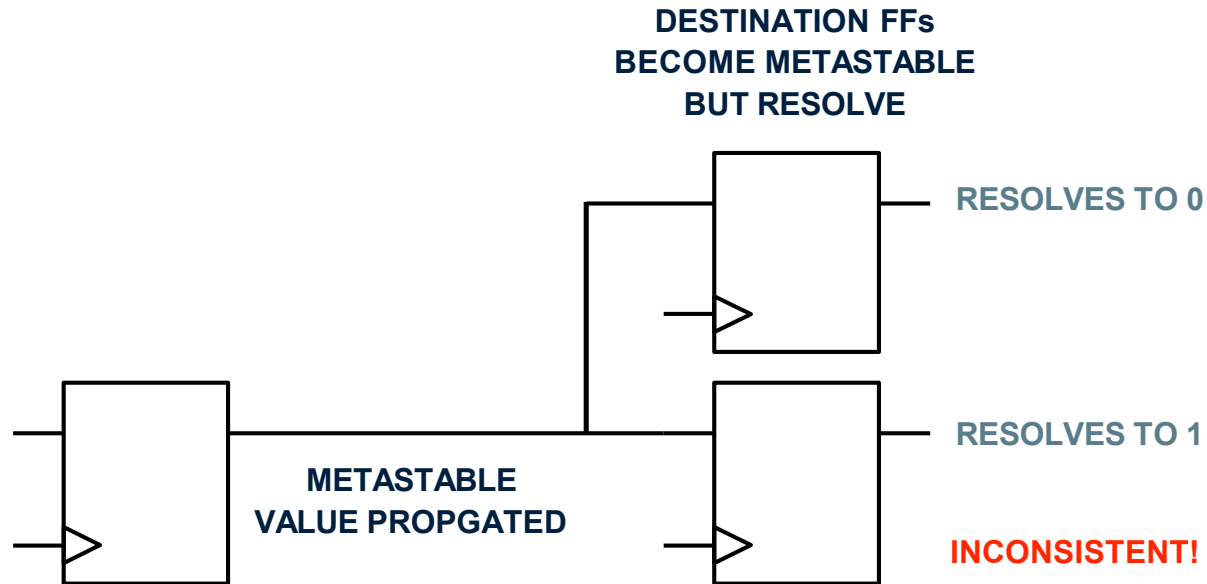 DESTINATION FFs
BECOME METASTABLE
BUT RESOLVE
RESOLVES TO 0
RESOLVES TO 1
METASTABLE
VALUE PROPGATED
INCONSISTENT!